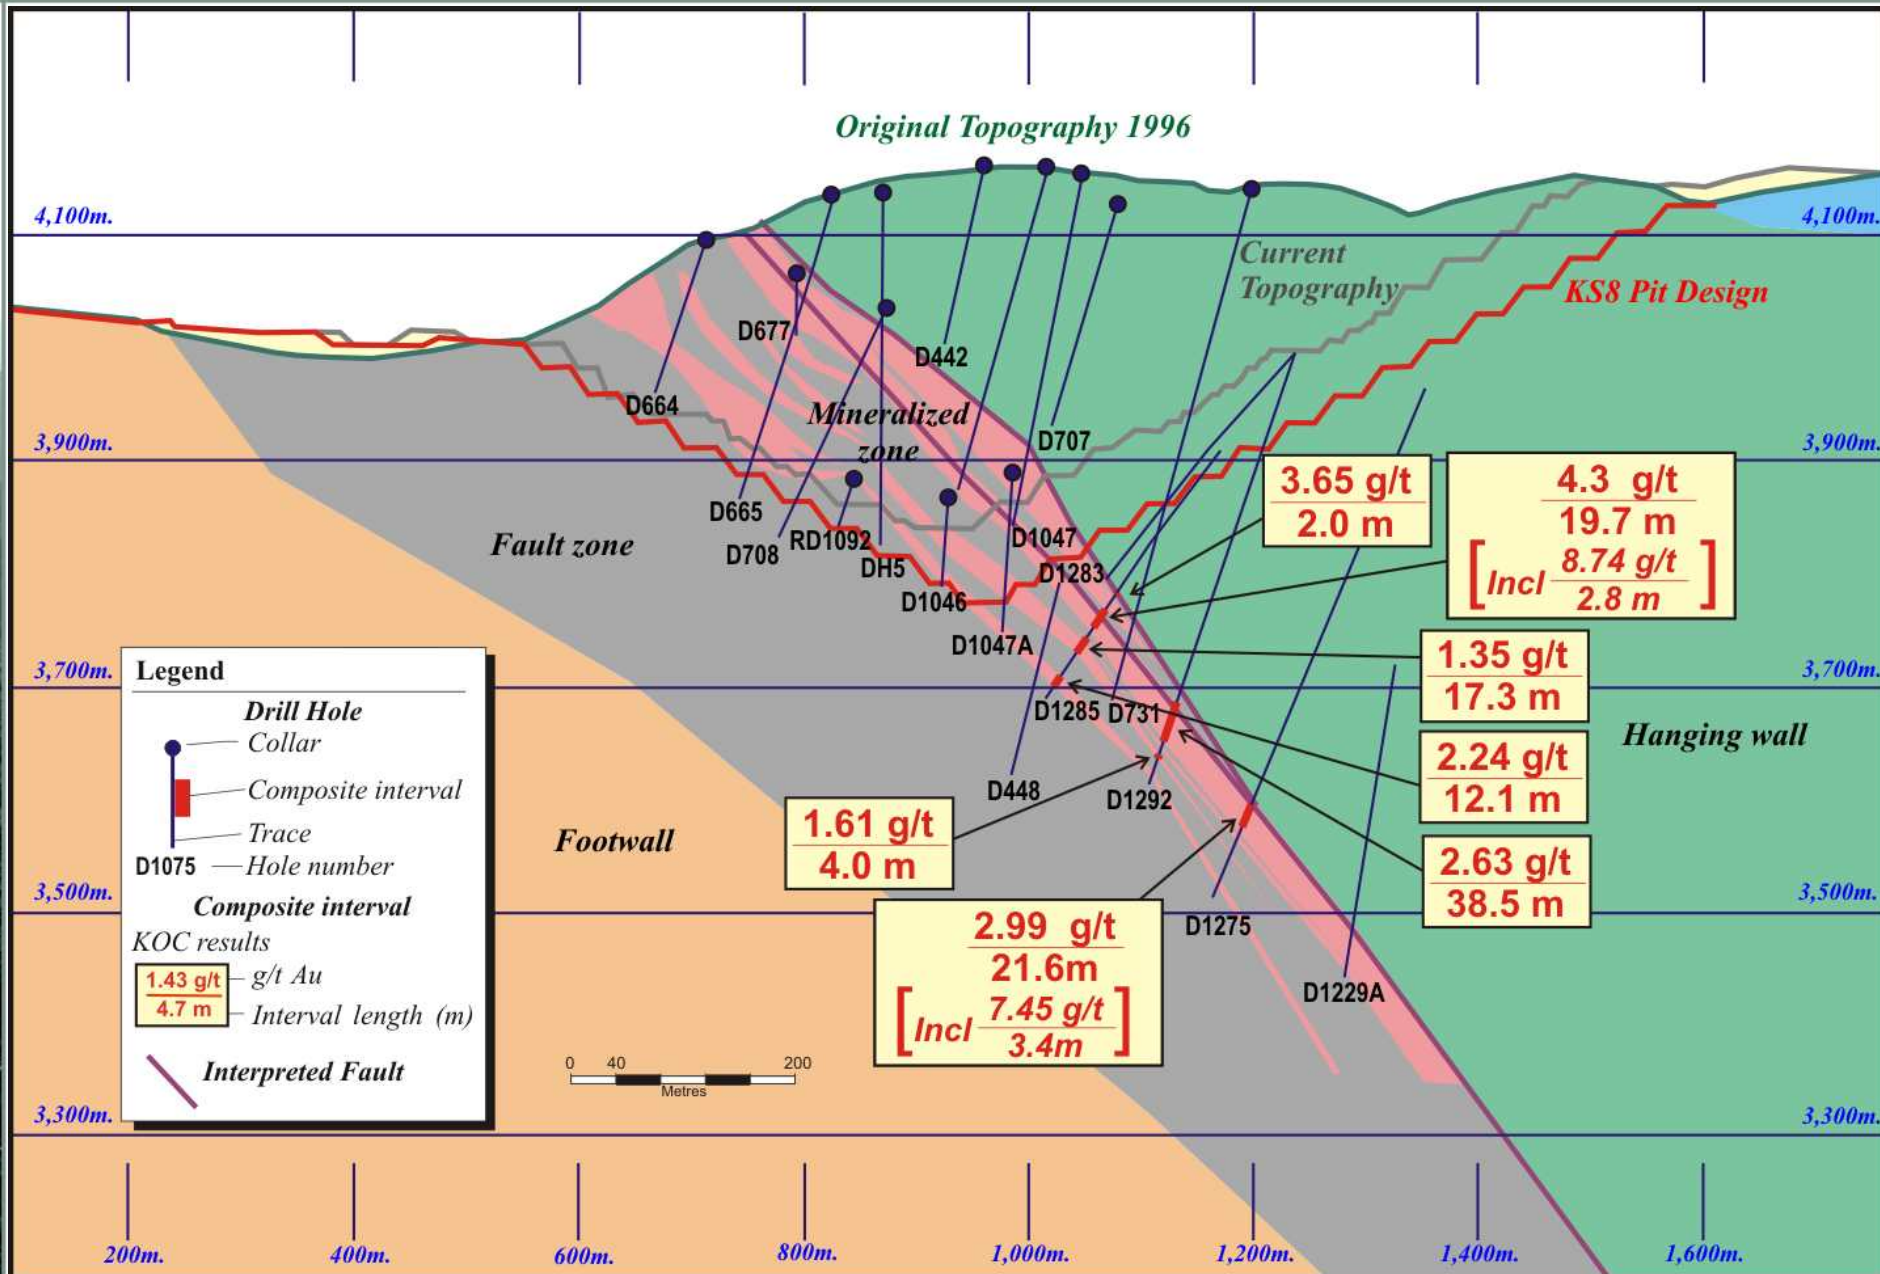 Original Topography 1996
4,100m.
4,100m.
Current
Topography
KS8 Pit Design
D677
D442
D664
Mineralized
zone
D707
3,900m.
3,900m.
3.65 g/t
2.0 m
4.3 g/t
19.7 m
[Incl 8.74 g/t
2.8 m]
D665
D708
RD1092
DH5
D1047
D1283
D1046
D1047A
Fault zone
1.35 g/t
17.3 m
3,700m.
3,700m.
D1285
D731
Hanging wall
2.24 g/t
12.1 m
D448
D1292
1.61 g/t
4.0 m
Footwall
2.63 g/t
38.5 m
3,500m.
3,500m.
D1275
2.99 g/t
21.6m
[Incl 7.45 g/t
3.4m]
D1229A
Legend
Drill Hole
Collar
Composite interval
Trace
D1075 Hole number
Composite interval
KOC results
1.43 g/t
4.7 m
g/t Au
Interval length (m)
Interpreted Fault
0 40 200
Metres
3,300m.
3,300m.
200m.
400m.
600m.
800m.
1,000m.
1,200m.
1,400m.
1,600m.